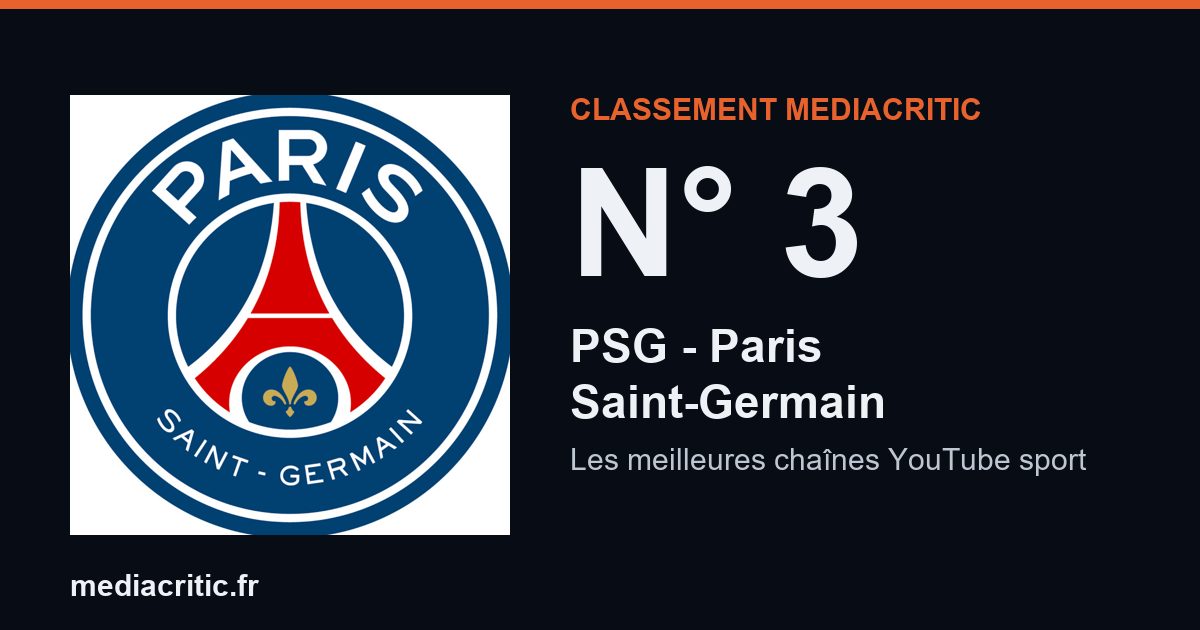 PARIS
SAINT - GERMAIN
CLASSEMENT MEDIACRITIC
N° 3
PSG - Paris
Saint-Germain
Les meilleures chaînes YouTube sport
mediacritic.fr